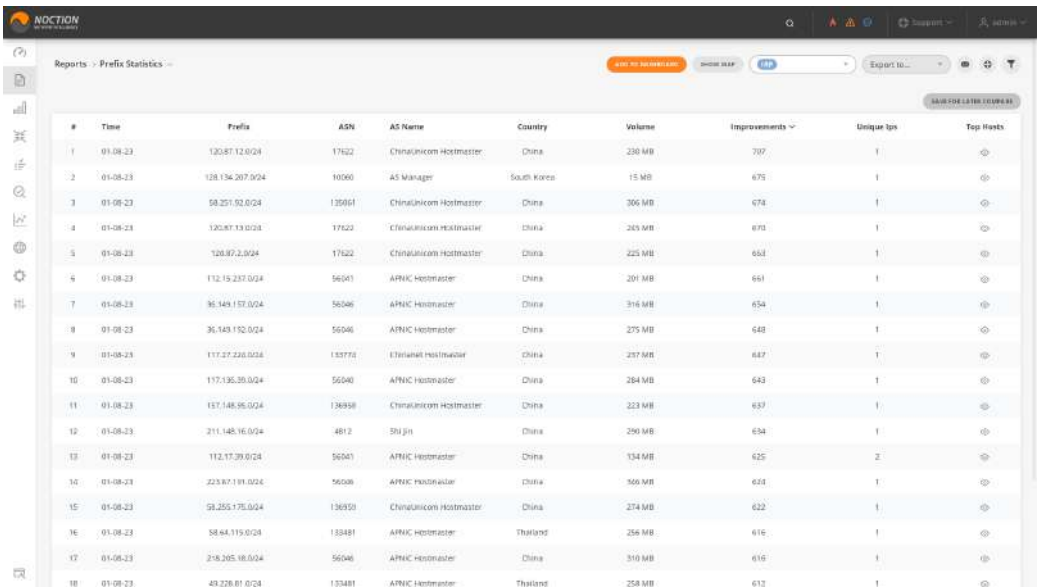 NOCTION
Support
admin
Reports > Prefix Statistics
ADD TO DASHBOARD
SHOW MAP
IRP
Export to...
SAVE FOR LATER COMPARE
# Time Prefix ASN AS Name Country Volume Improvements Unique Ips Top Hosts
1 01-08-23 120.87.12.0/24 17622 ChinaUnicom Hostmaster China 230 MB 707 1
2 01-08-23 128.134.207.0/24 10060 AS Manager South Korea 15 MB 675 1
3 01-08-23 58.251.92.0/24 135061 ChinaUnicom Hostmaster China 306 MB 674 1
4 01-08-23 120.87.13.0/24 17622 ChinaUnicom Hostmaster China 265 MB 670 1
5 01-08-23 120.87.2.0/24 17622 ChinaUnicom Hostmaster China 225 MB 663 1
6 01-08-23 112.15.237.0/24 56041 APNIC Hostmaster China 201 MB 661 1
7 01-08-23 36.149.157.0/24 56046 APNIC Hostmaster China 316 MB 654 1
8 01-08-23 36.149.192.0/24 56046 APNIC Hostmaster China 275 MB 648 1
9 01-08-23 117.27.220.0/24 133774 Hostmaster China 237 MB 647 1
10 01-08-23 117.136.39.0/24 56040 APNIC Hostmaster China 284 MB 643 1
11 01-08-23 157.148.95.0/24 136958 ChinaUnicom Hostmaster China 223 MB 637 1
12 01-08-23 211.148.16.0/24 4812 Shi Jin China 290 MB 634 1
13 01-08-23 112.17.39.0/24 56041 APNIC Hostmaster China 134 MB 625 2
14 01-08-23 56046 APNIC Hostmaster China 1
15 01-08-23 58.255.175.0/24 136959 ChinaUnicom Hostmaster China 274 MB 622 1
16 01-08-23 58.64.115.0/24 133481 APNIC Hostmaster Thailand 256 MB 616 1
17 01-08-23 218.205.18.0/24 56046 APNIC Hostmaster China 310 MB 616 1
18 01-08-23 49.228.81.0/24 133481 APNIC Hostmaster Thailand 258 MB 612 1